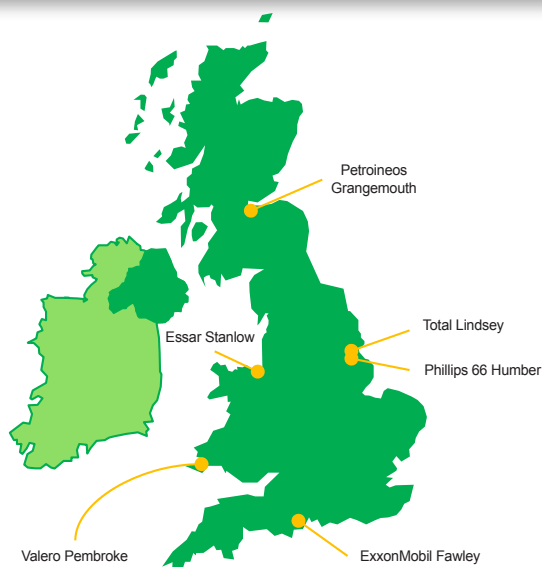 Petroineos
Grangemouth
Total Lindsey
Essar Stanlow
Phillips 66 Humber
Valero Pembroke
ExxonMobil Fawley